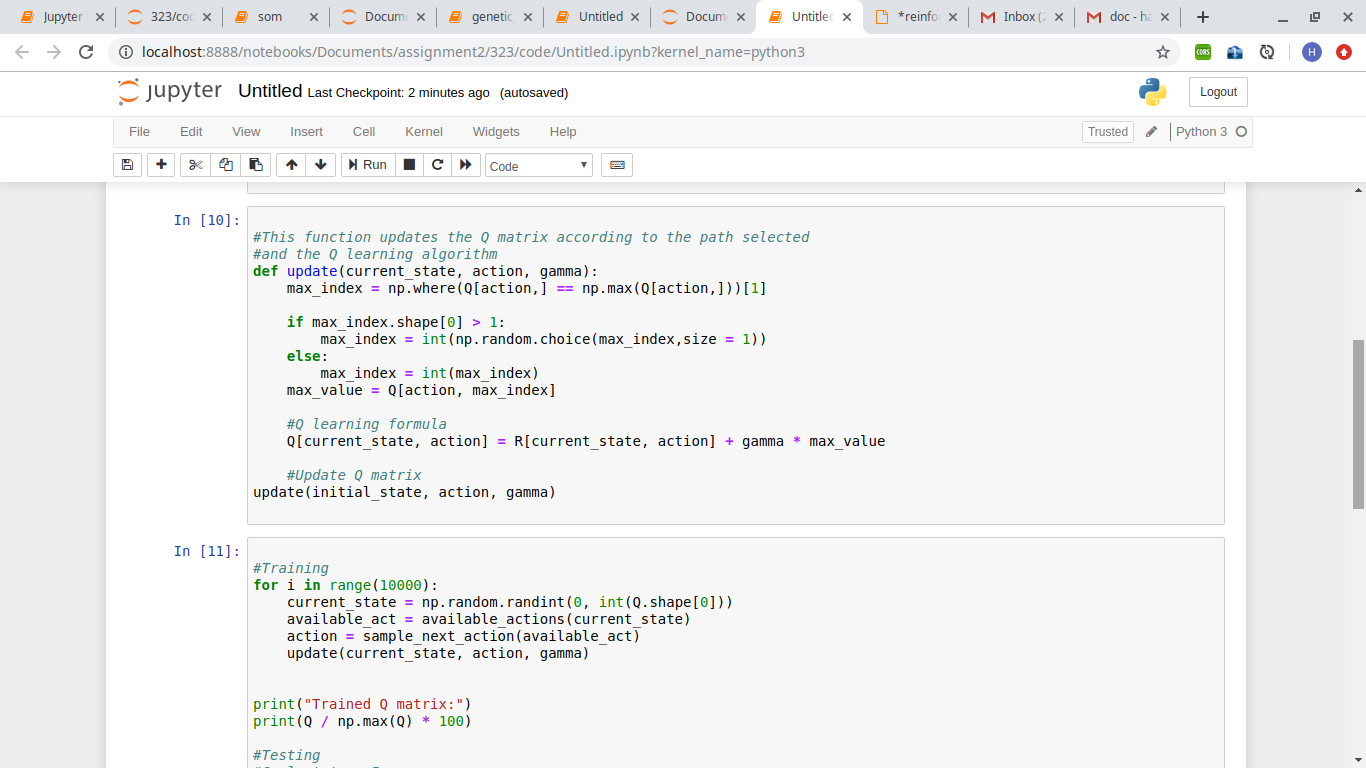 Jupyter
323/co
som
Docum
genetic
Untitled
Docum
Untitle
*reinfo
Inbox (2
doc - ha
localhost:8888/notebooks/Documents/assignment2/323/code/Untitled.ipynb?kernel_name=python3
CORS
H
jupyter Untitled Last Checkpoint: 2 minutes ago (autosaved)
Logout
File Edit View Insert Cell Kernel Widgets Help
Trusted
Python 3
Run
Code
In [10]:
#This function updates the Q matrix according to the path selected
#and the Q learning algorithm
def update(current_state, action, gamma):
    max_index = np.where(Q[action,] == np.max(Q[action,]))[1]
    if max_index.shape[0] > 1:
        max_index = int(np.random.choice(max_index,size = 1))
    else:
        max_index = int(max_index)
    max_value = Q[action, max_index]
    #Q learning formula
    Q[current_state, action] = R[current_state, action] + gamma * max_value
    #Update Q matrix
update(initial_state, action, gamma)
In [11]:
#Training
for i in range(10000):
    current_state = np.random.randint(0, int(Q.shape[0]))
    available_act = available_actions(current_state)
    action = sample_next_action(available_act)
    update(current_state, action, gamma)
print("Trained Q matrix:")
print(Q / np.max(Q) * 100)
#Testing